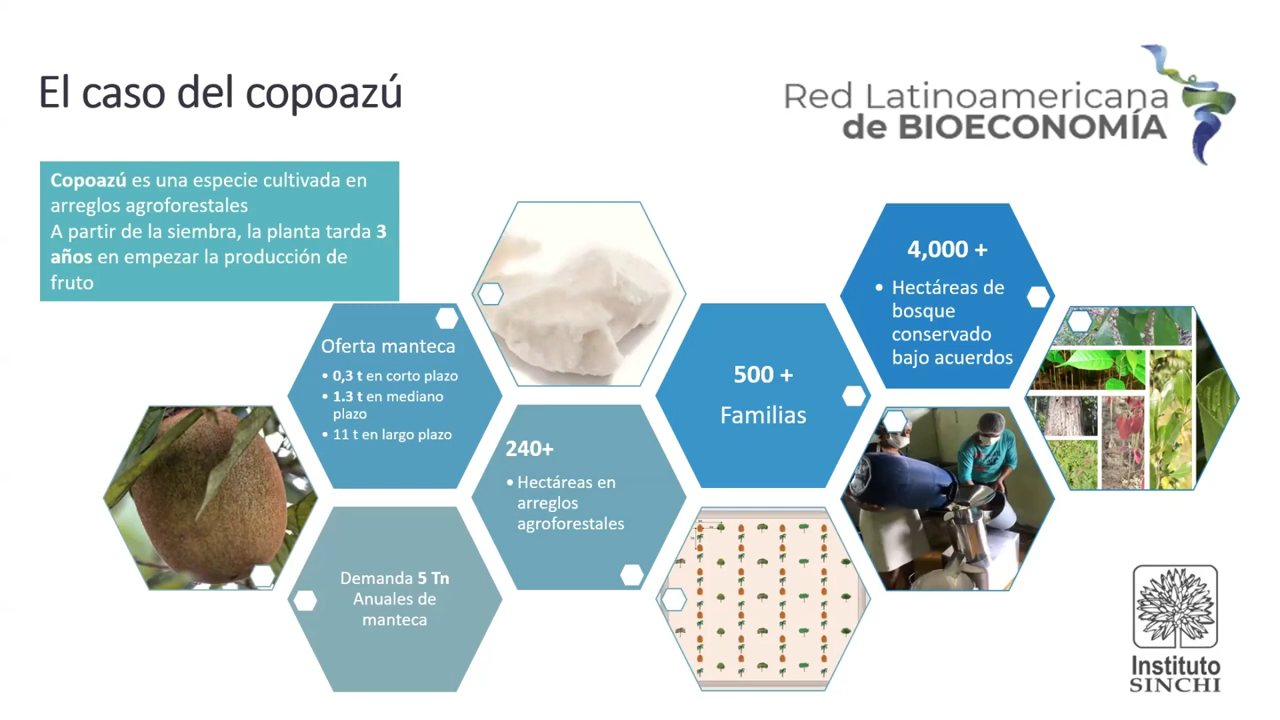 El caso del copoazú
Red Latinoamericana
de BIOECONOMÍA
Copoazú es una especie cultivada en
arreglos agroforestales
A partir de la siembra, la planta tarda 3
años en empezar la producción de
fruto
Oferta manteca
• 0,3 t en corto plazo
• 1.3 t en mediano
plazo
• 11 t en largo plazo
Demanda 5 Tn
Anuales de
manteca
240+
• Hectáreas en
arreglos
agroforestales
500 +
Familias
4,000 +
• Hectáreas de
bosque
conservado
bajo acuerdos
Instituto
SINCHI